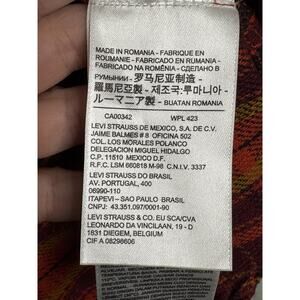 MADE IN ROMANIA - FABRIQUE EN
ROUMANIE - FABRICADO EN RUMANIA -
FABRICADO NA ROMÊNIA - СДЕЛАНО В
РУМЫНИИ - 罗马尼亚制造 -
羅馬尼亞製 - 제조국:루마니아 -
ルーマニア製 - BUATAN ROMANIA
CA00342 WPL 423
LEVI STRAUSS DE MEXICO, S.A. DE C.V.
JAIME BALMES # 8 OFICINA 502
COL. LOS MORALES POLANCO
DELEGACION MIGUEL HIDALGO
C.P. 11510 MEXICO D.F.
R.F.C. LSM 660818 M-98 C.N.I.V. 3337
LEVI STRAUSS DO BRASIL
AV. PORTUGAL, 400
06990-110
ITAPEVI - SAO PAULO BRASIL
CNPJ: 43.351.097/0001-90
LEVI STRAUSS & CO. EU SCA/CVA
LEONARDO DA VINCILAAN, 19 - D
1831 DIEGEM, BELGIUM
CIF A 08298606